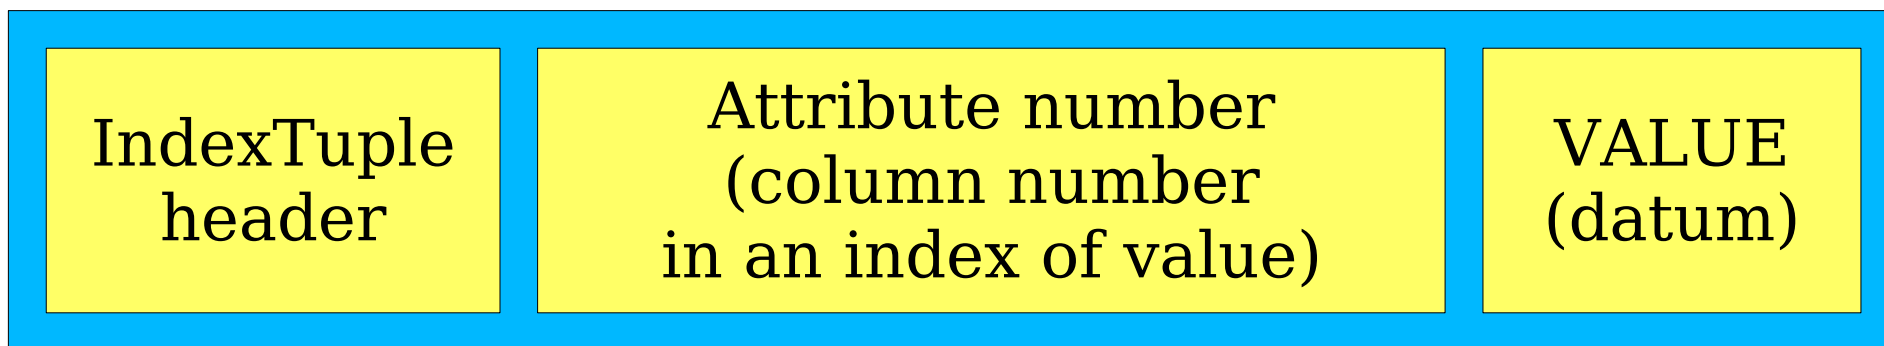 IndexTuple
header
Attribute number
(column number
in an index of value)
VALUE
(datum)